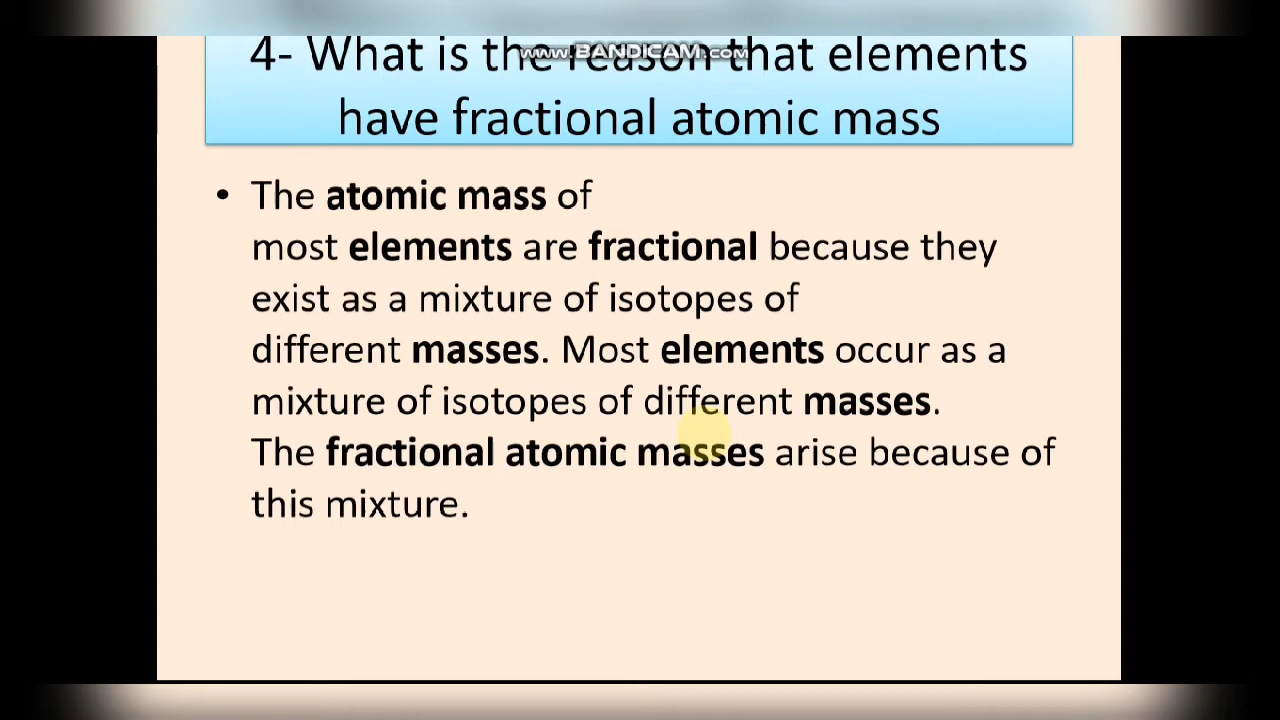 4- What is the reason that elements
www.BANDICAM.com
have fractional atomic mass
• The atomic mass of
most elements are fractional because they
exist as a mixture of isotopes of
different masses. Most elements occur as a
mixture of isotopes of different masses.
The fractional atomic masses arise because of
this mixture.